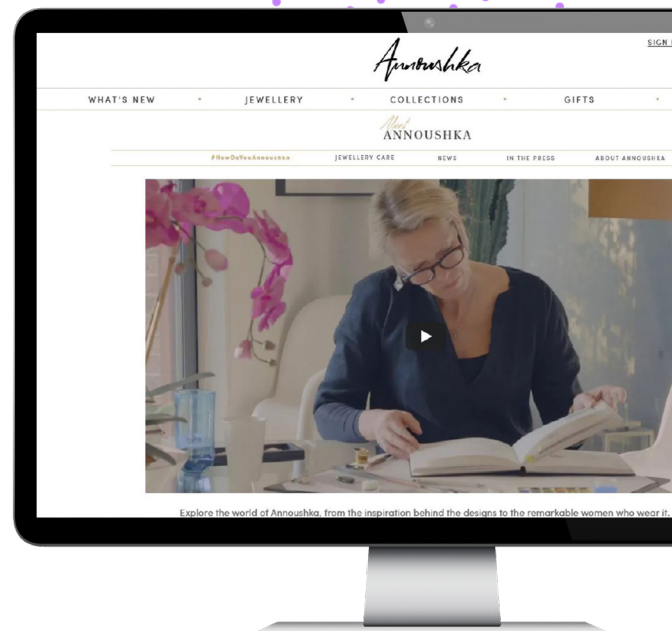 Annoushka
SIGN
WHAT'S NEW
JEWELLERY
COLLECTIONS
GIFTS
Meet
ANNOUSHKA
#HowDoYouAnnoushka
JEWELLERY CARE
NEWS
IN THE PRESS
ABOUT ANNOUSHKA
Explore the world of Annoushka, from the inspiration behind the designs to the remarkable women who wear it.